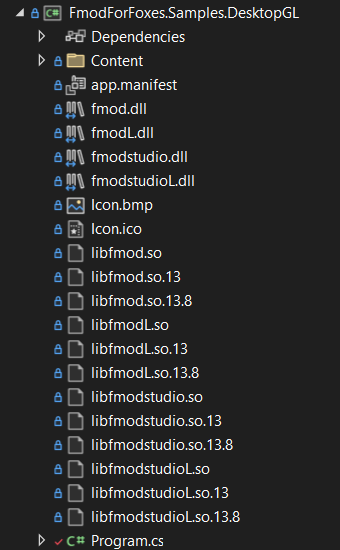 FmodForFoxes.Samples.DesktopGL
Dependencies
Content
app.manifest
fmod.dll
fmodL.dll
fmodstudio.dll
fmodstudioL.dll
Icon.bmp
Icon.ico
libfmod.so
libfmod.so.13
libfmod.so.13.8
libfmodL.so
libfmodL.so.13
libfmodL.so.13.8
libfmodstudio.so
libfmodstudio.so.13
libfmodstudio.so.13.8
libfmodstudioL.so
libfmodstudioL.so.13
libfmodstudioL.so.13.8
C# Program.cs